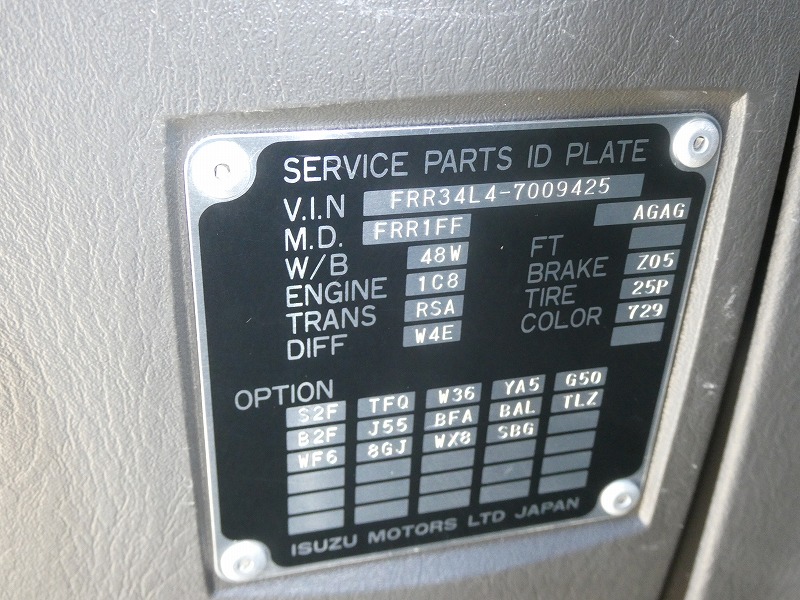 SERVICE PARTS ID PLATE
V.I.N FRR34L4-7009425
M.D. FRR1FF AGAG
W/B 48W FT
ENGINE 1C8 BRAKE Z05
TRANS RSA TIRE 25P
DIFF W4E COLOR 729
OPTION
S2F TFQ W36 YA5 G50
B2F J55 BFA BAL TLZ
WF6 8GJ WX8 SBG
ISUZU MOTORS LTD JAPAN